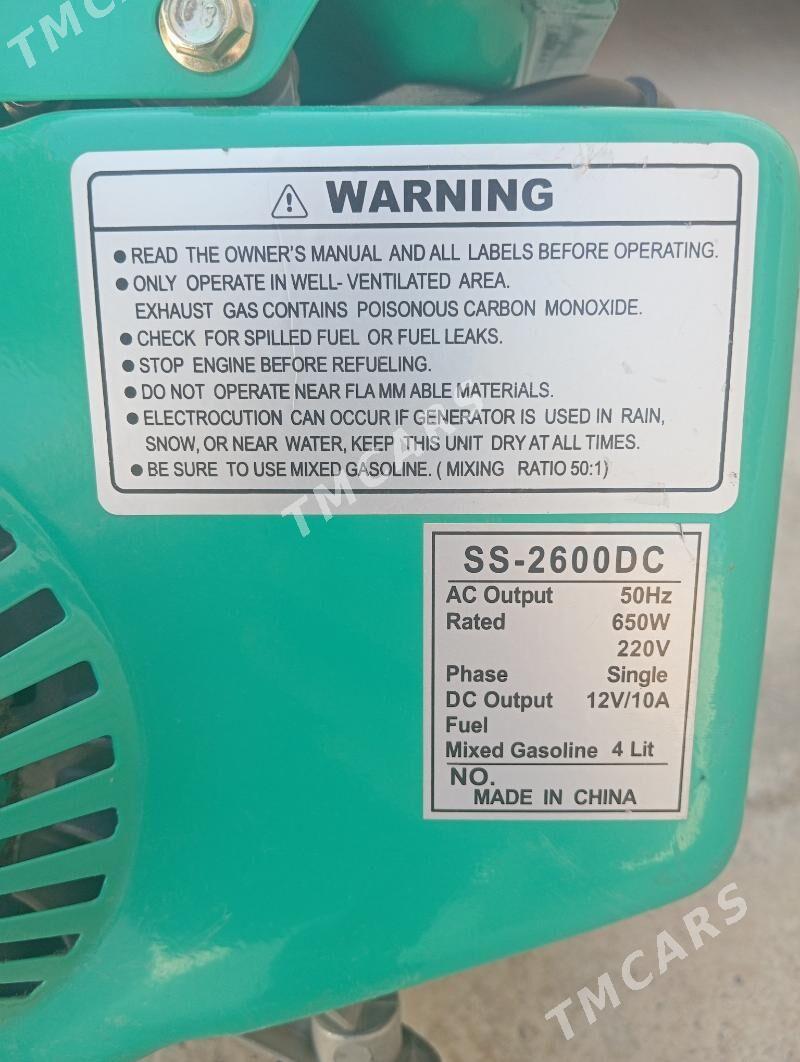 TMCARS
WARNING
• READ THE OWNER'S MANUAL AND ALL LABELS BEFORE OPERATING.
• ONLY OPERATE IN WELL- VENTILATED AREA.
EXHAUST GAS CONTAINS POISONOUS CARBON MONOXIDE.
• CHECK FOR SPILLED FUEL OR FUEL LEAKS.
• STOP ENGINE BEFORE REFUELING.
• DO NOT OPERATE NEAR FLA MM ABLE MATERiALS.
• ELECTROCUTION CAN OCCUR IF GENERATOR IS USED IN RAIN,
SNOW, OR NEAR WATER, KEEP THIS UNIT DRY AT ALL TIMES.
• BE SURE TO USE MIXED GASOLINE. ( MIXING RATIO 50:1)
TMCARS
SS-2600DC
AC Output 50Hz
Rated 650W
220V
Phase Single
DC Output 12V/10A
Fuel
Mixed Gasoline 4 Lit
NO.
MADE IN CHINA
TMCARS